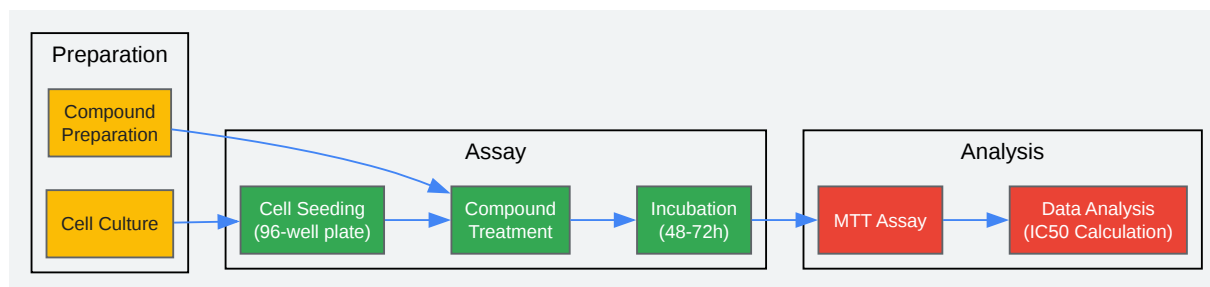 Preparation
Compound
Preparation
Cell Culture
Assay
Cell Seeding
(96-well plate)
Compound
Treatment
Incubation
(48-72h)
Analysis
MTT Assay
Data Analysis
(IC50 Calculation)